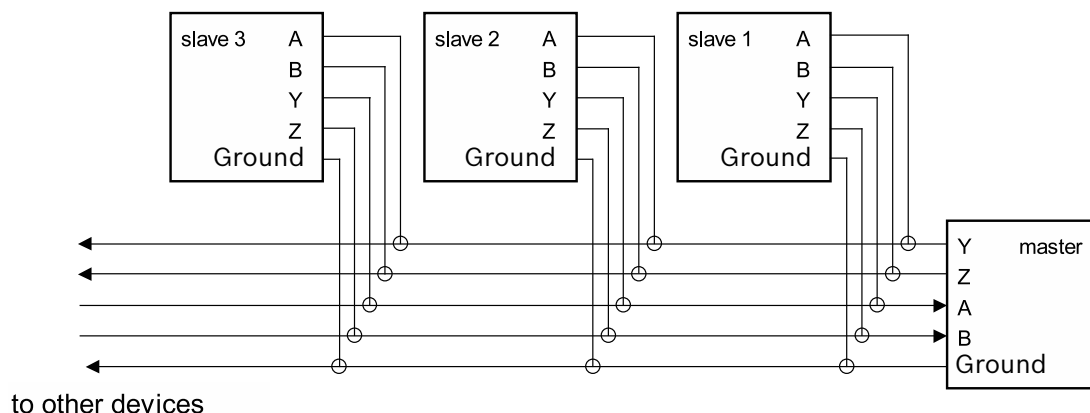 slave 3
A
B
Y
Z
Ground
slave 2
A
B
Y
Z
Ground
slave 1
A
B
Y
Z
Ground
Y master
Z
A
B
Ground
to other devices